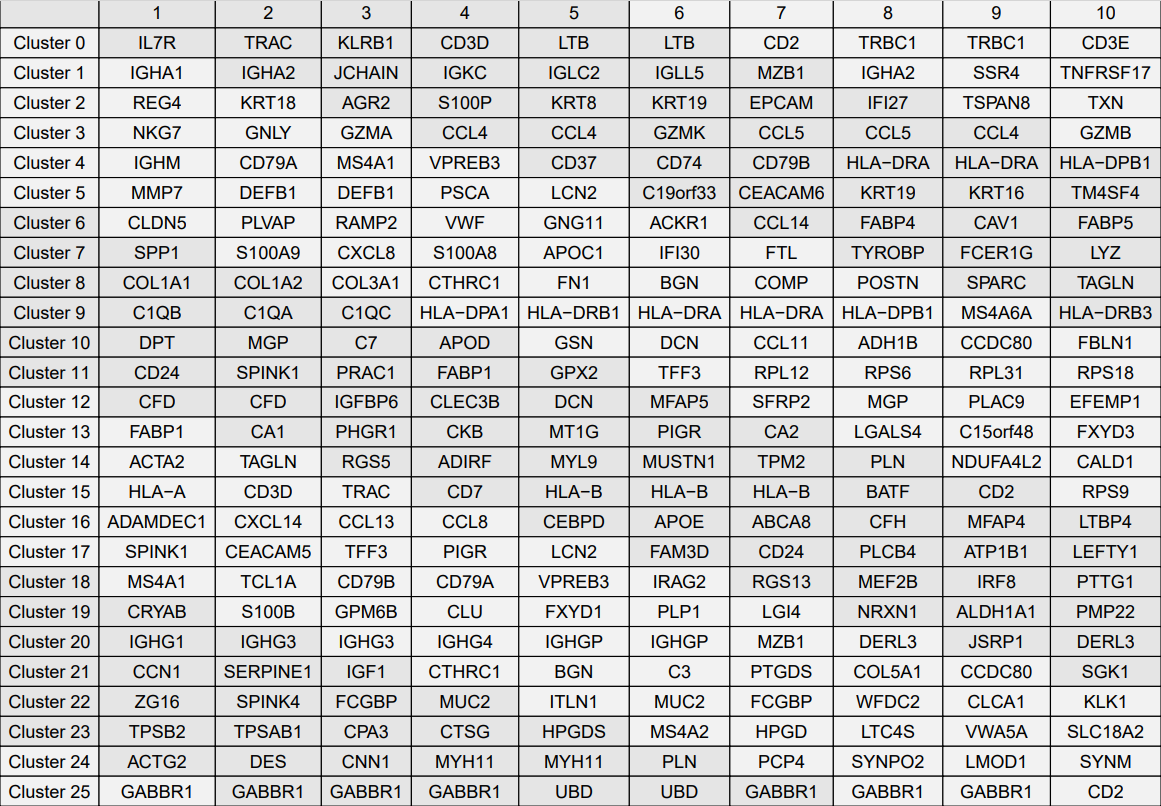 1 2 3 4 5 6 7 8 9 10
Cluster 0 IL7R TRAC KLRB1 CD3D LTB LTB CD2 TRBC1 TRBC1 CD3E
Cluster 1 IGHA1 IGHA2 JCHAIN IGKC IGLC2 IGLL5 MZB1 IGHA2 SSR4 TNFRSF17
Cluster 2 REG4 KRT18 AGR2 S100P KRT8 KRT19 EPCAM IFI27 TSPAN8 TXN
Cluster 3 NKG7 GNLY GZMA CCL4 CCL4 GZMK CCL5 CCL5 CCL4 GZMB
Cluster 4 IGHM CD79A MS4A1 VPREB3 CD37 CD74 CD79B HLA−DRA HLA−DRA HLA−DPB1
Cluster 5 MMP7 DEFB1 DEFB1 PSCA LCN2 C19orf33 CEACAM6 KRT19 KRT16 TM4SF4
Cluster 6 CLDN5 PLVAP RAMP2 VWF GNG11 ACKR1 CCL14 FABP4 CAV1 FABP5
Cluster 7 SPP1 S100A9 CXCL8 S100A8 APOC1 IFI30 FTL TYROBP FCER1G LYZ
Cluster 8 COL1A1 COL1A2 COL3A1 CTHRC1 FN1 BGN COMP POSTN SPARC TAGLN
Cluster 9 C1QB C1QA C1QC HLA−DPA1 HLA−DRB1 HLA−DRA HLA−DRA HLA−DPB1 MS4A6A HLA−DRB3
Cluster 10 DPT MGP C7 APOD GSN DCN CCL11 ADH1B CCDC80 FBLN1
Cluster 11 CD24 SPINK1 PRAC1 FABP1 GPX2 TFF3 RPL12 RPS6 RPL31 RPS18
Cluster 12 CFD CFD IGFBP6 CLEC3B DCN MFAP5 SFRP2 MGP PLAC9 EFEMP1
Cluster 13 FABP1 CA1 PHGR1 CKB MT1G PIGR CA2 LGALS4 C15orf48 FXYD3
Cluster 14 ACTA2 TAGLN RGS5 ADIRF MYL9 MUSTN1 TPM2 PLN NDUFA4L2 CALD1
Cluster 15 HLA−A CD3D TRAC CD7 HLA−B HLA−B HLA−B BATF CD2 RPS9
Cluster 16 ADAMDEC1 CXCL14 CCL13 CCL8 CEBPD APOE ABCA8 CFH MFAP4 LTBP4
Cluster 17 SPINK1 CEACAM5 TFF3 PIGR LCN2 FAM3D CD24 PLCB4 ATP1B1 LEFTY1
Cluster 18 MS4A1 TCL1A CD79B CD79A VPREB3 IRAG2 RGS13 MEF2B IRF8 PTTG1
Cluster 19 CRYAB S100B GPM6B CLU FXYD1 PLP1 LGI4 NRXN1 ALDH1A1 PMP22
Cluster 20 IGHG1 IGHG3 IGHG3 IGHG4 IGHGP IGHGP MZB1 DERL3 JSRP1 DERL3
Cluster 21 CCN1 SERPINE1 IGF1 CTHRC1 BGN C3 PTGDS COL5A1 CCDC80 SGK1
Cluster 22 ZG16 SPINK4 FCGBP MUC2 ITLN1 MUC2 FCGBP WFDC2 CLCA1 KLK1
Cluster 23 TPSB2 TPSAB1 CPA3 CTSG HPGDS MS4A2 HPGD LTC4S VWA5A SLC18A2
Cluster 24 ACTG2 DES CNN1 MYH11 MYH11 PLN PCP4 SYNPO2 LMOD1 SYNM
Cluster 25 GABBR1 GABBR1 GABBR1 GABBR1 UBD UBD GABBR1 GABBR1 GABBR1 CD2